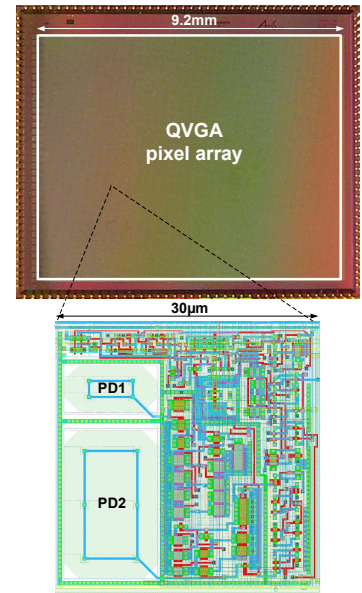 9.2mm
QVGA
pixel array
30µm
PD1
PD2